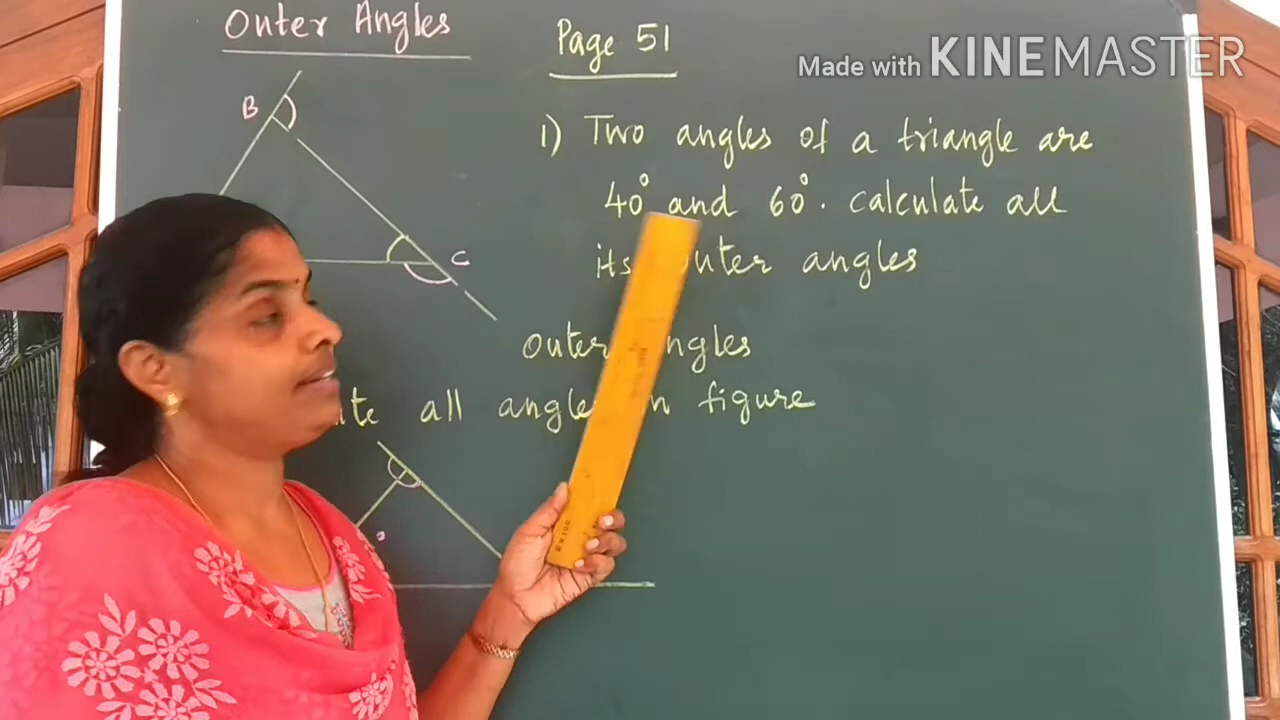 Outer Angles
Page 51
Made with KINEMASTER
B
C
1) Two angles of a triangle are
40° and 60°. calculate all
its outer angles
outer angles
all angles in figure